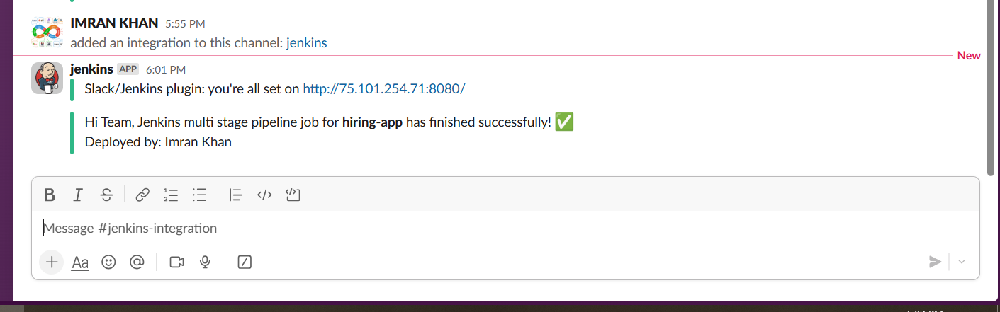 IMRAN KHAN 5:55 PM
added an integration to this channel: jenkins
New
jenkins APP 6:01 PM
Slack/Jenkins plugin: you're all set on http://75.101.254.71:8080/
Hi Team, Jenkins multi stage pipeline job for hiring-app has finished successfully! ✅
Deployed by: Imran Khan
Message #jenkins-integration
Aa